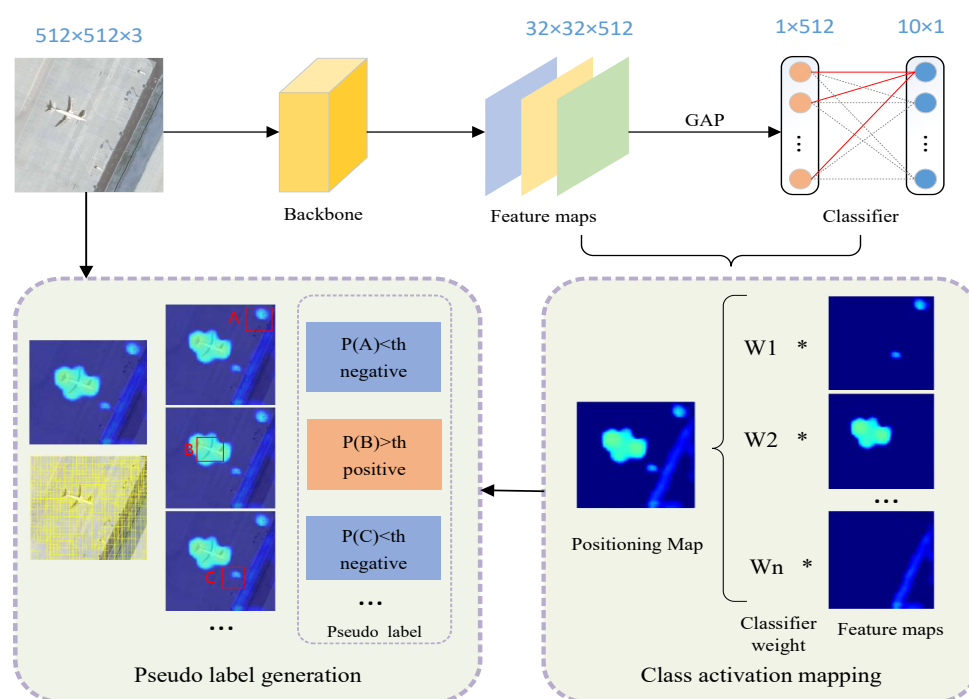 512×512×3
32×32×512
1×512
10×1
GAP
...
...
Backbone
Feature maps
Classifier
A
B
C
...
P(A)<th
negative
P(B)>th
positive
P(C)<th
negative
...
Pseudo label
Pseudo label generation
Positioning Map
W1 *
W2 *
...
Wn *
Classifier
weight
Feature maps
Class activation mapping